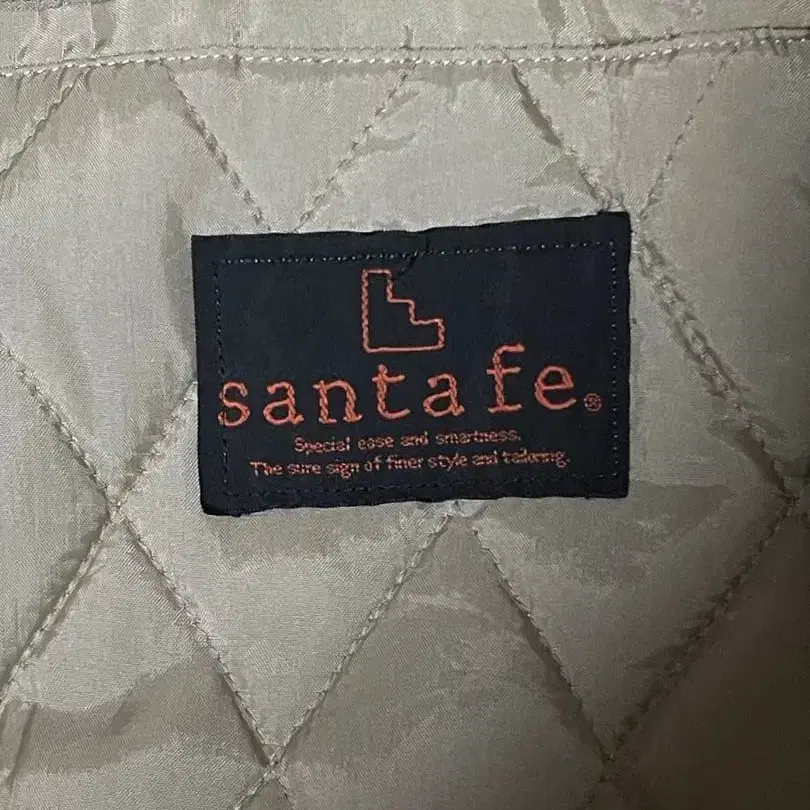 santafe®
Special ease and smartness.
The sure sign of finer style and tailoring.